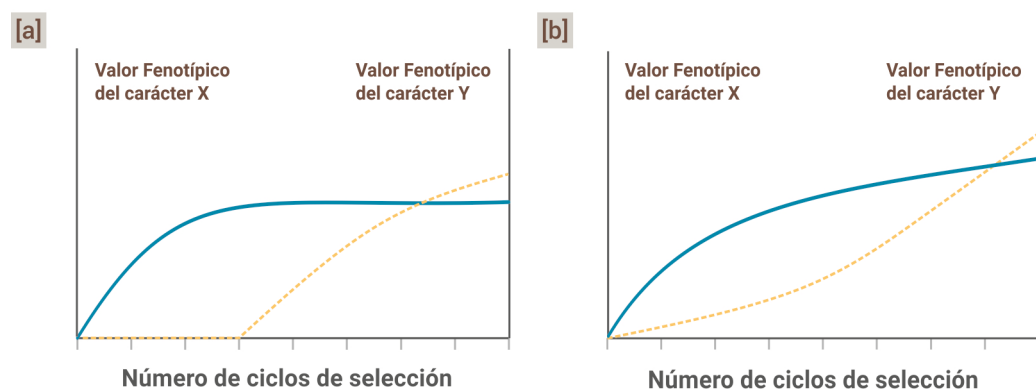 [a]
Valor Fenotípico
del carácter X
Valor Fenotípico
del carácter Y
Número de ciclos de selección
[b]
Valor Fenotípico
del carácter X
Valor Fenotípico
del carácter Y
Número de ciclos de selección